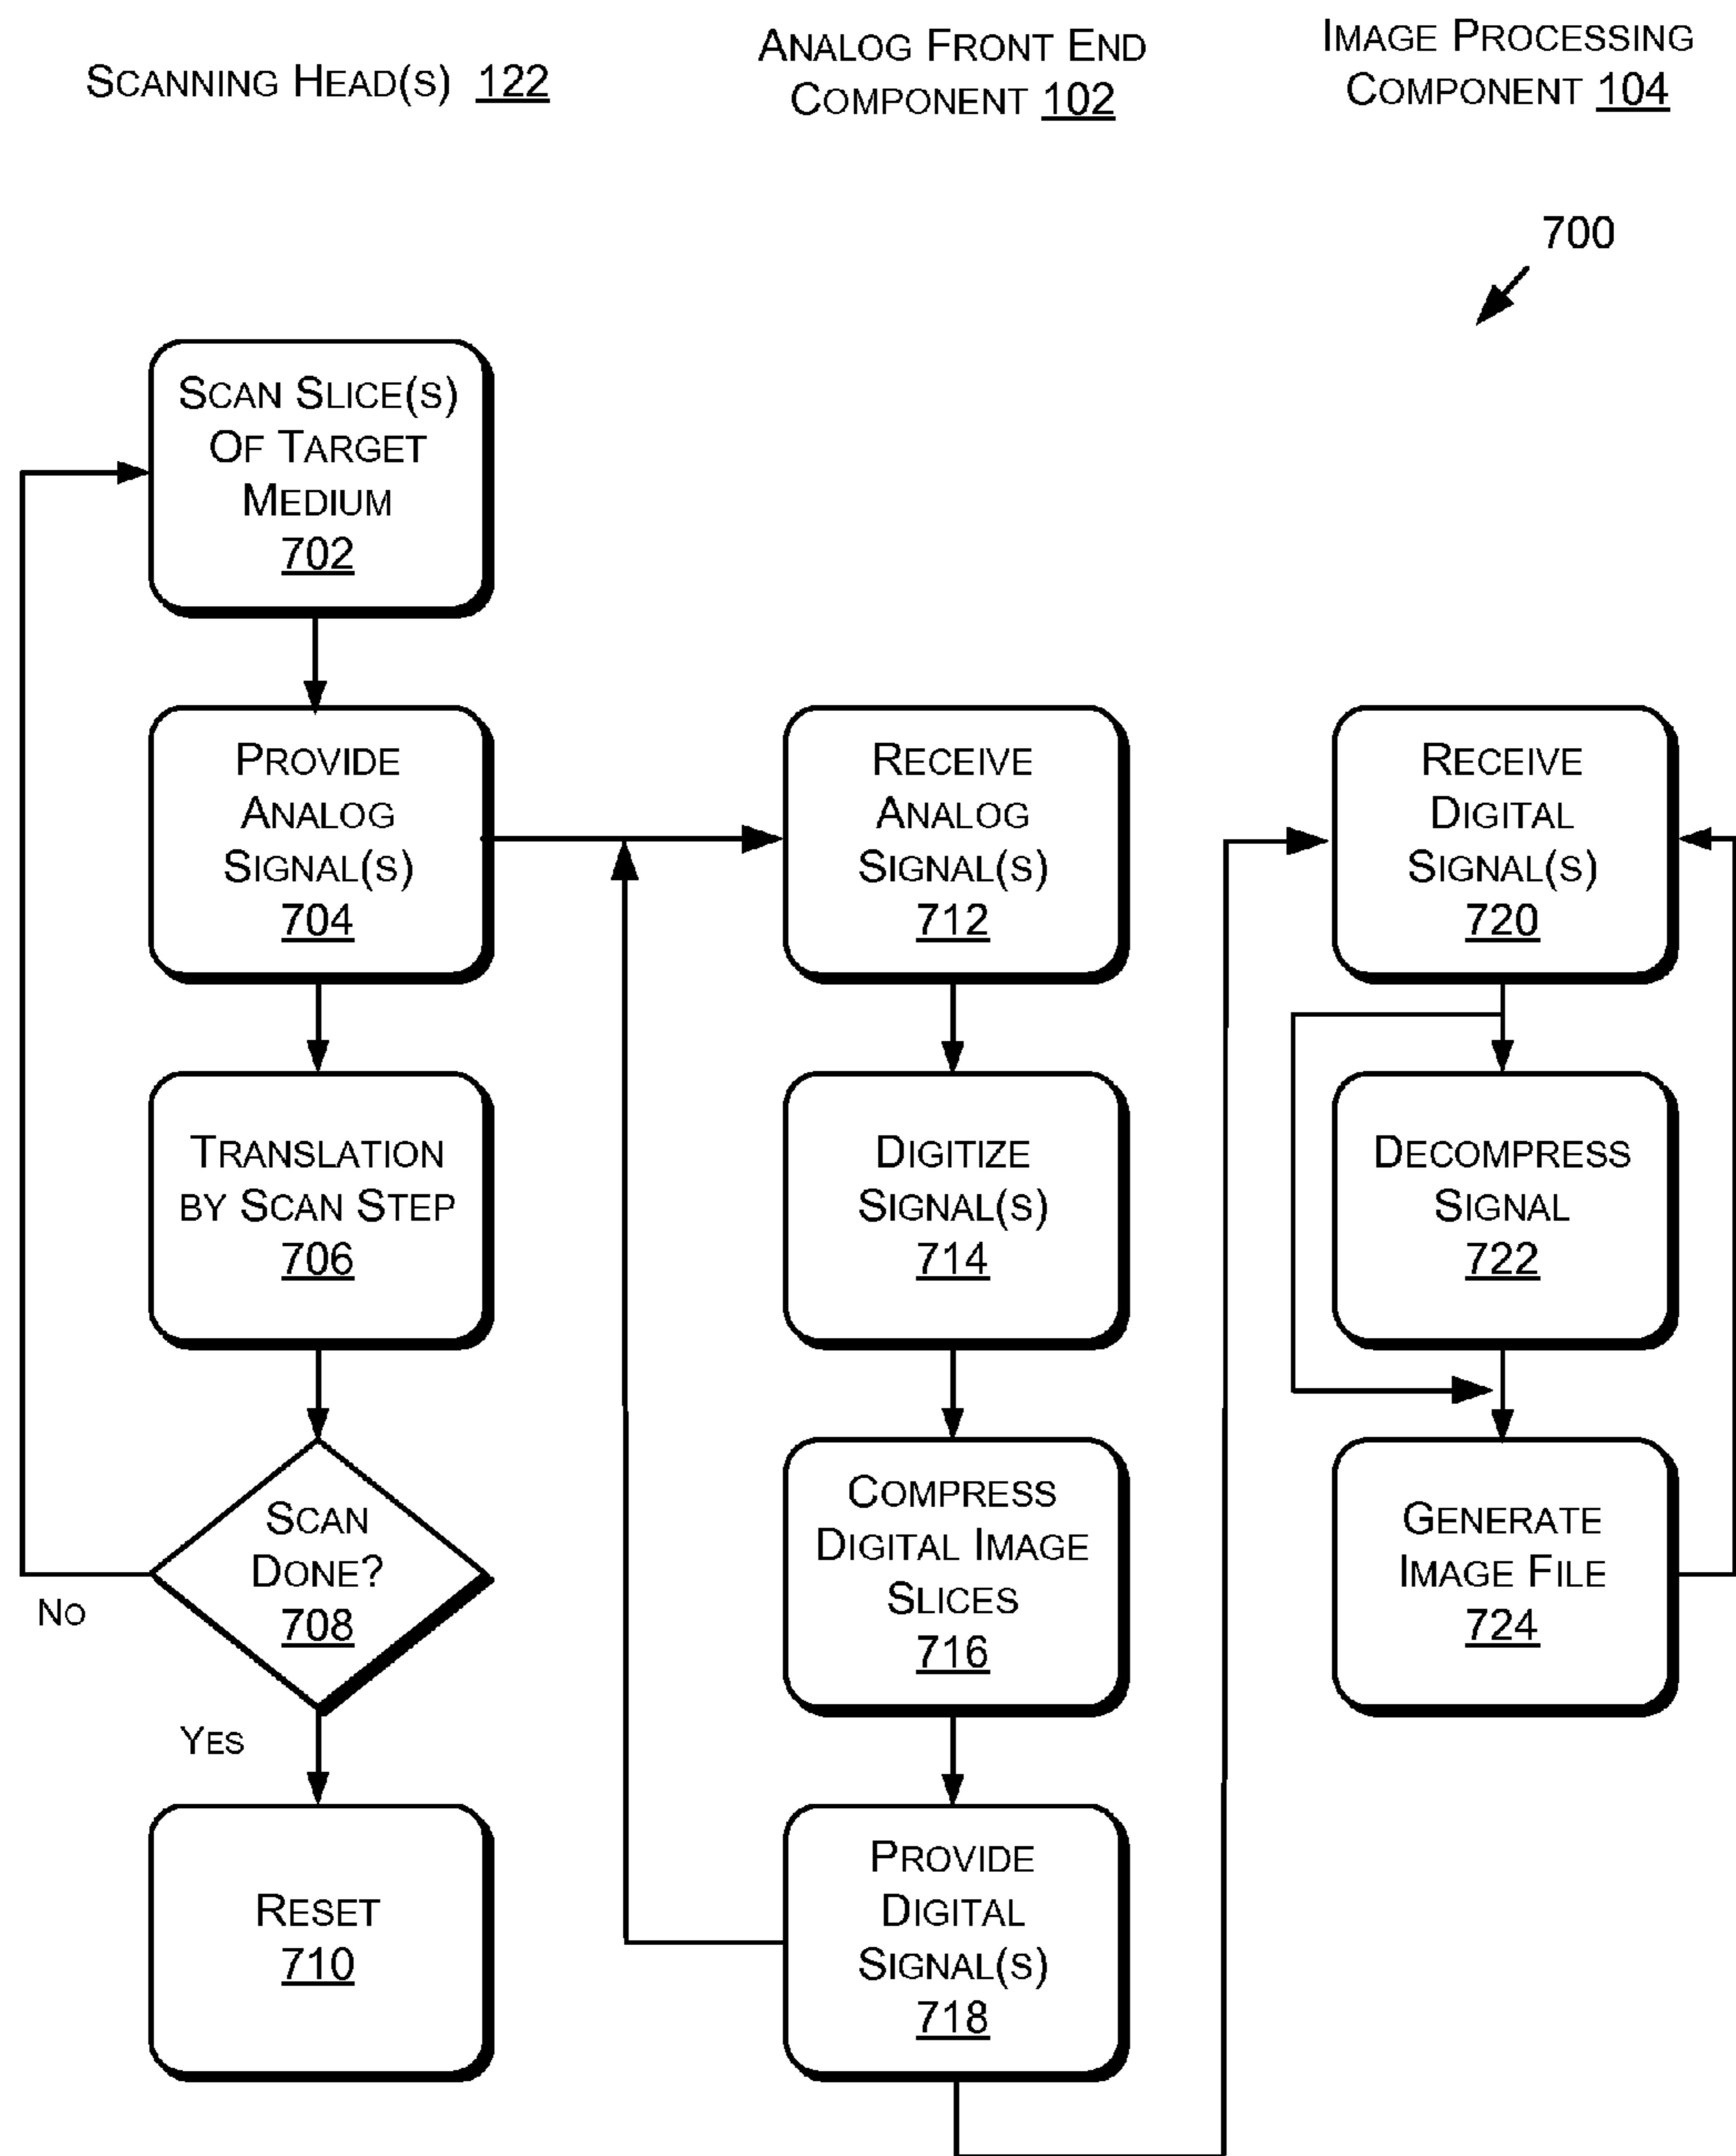 SCANNING HEAD(S) 122
ANALOG FRONT END
COMPONENT 102
IMAGE PROCESSING
COMPONENT 104
700
SCAN SLICE(S)
OF TARGET
MEDIUM
702
PROVIDE
ANALOG
SIGNAL(S)
704
TRANSLATION
BY SCAN STEP
706
SCAN
DONE?
708
NO
YES
RESET
710
RECEIVE
ANALOG
SIGNAL(S)
712
DIGITIZE
SIGNAL(S)
714
COMPRESS
DIGITAL IMAGE
SLICES
716
PROVIDE
DIGITAL
SIGNAL(S)
718
RECEIVE
DIGITAL
SIGNAL(S)
720
DECOMPRESS
SIGNAL
722
GENERATE
IMAGE FILE
724